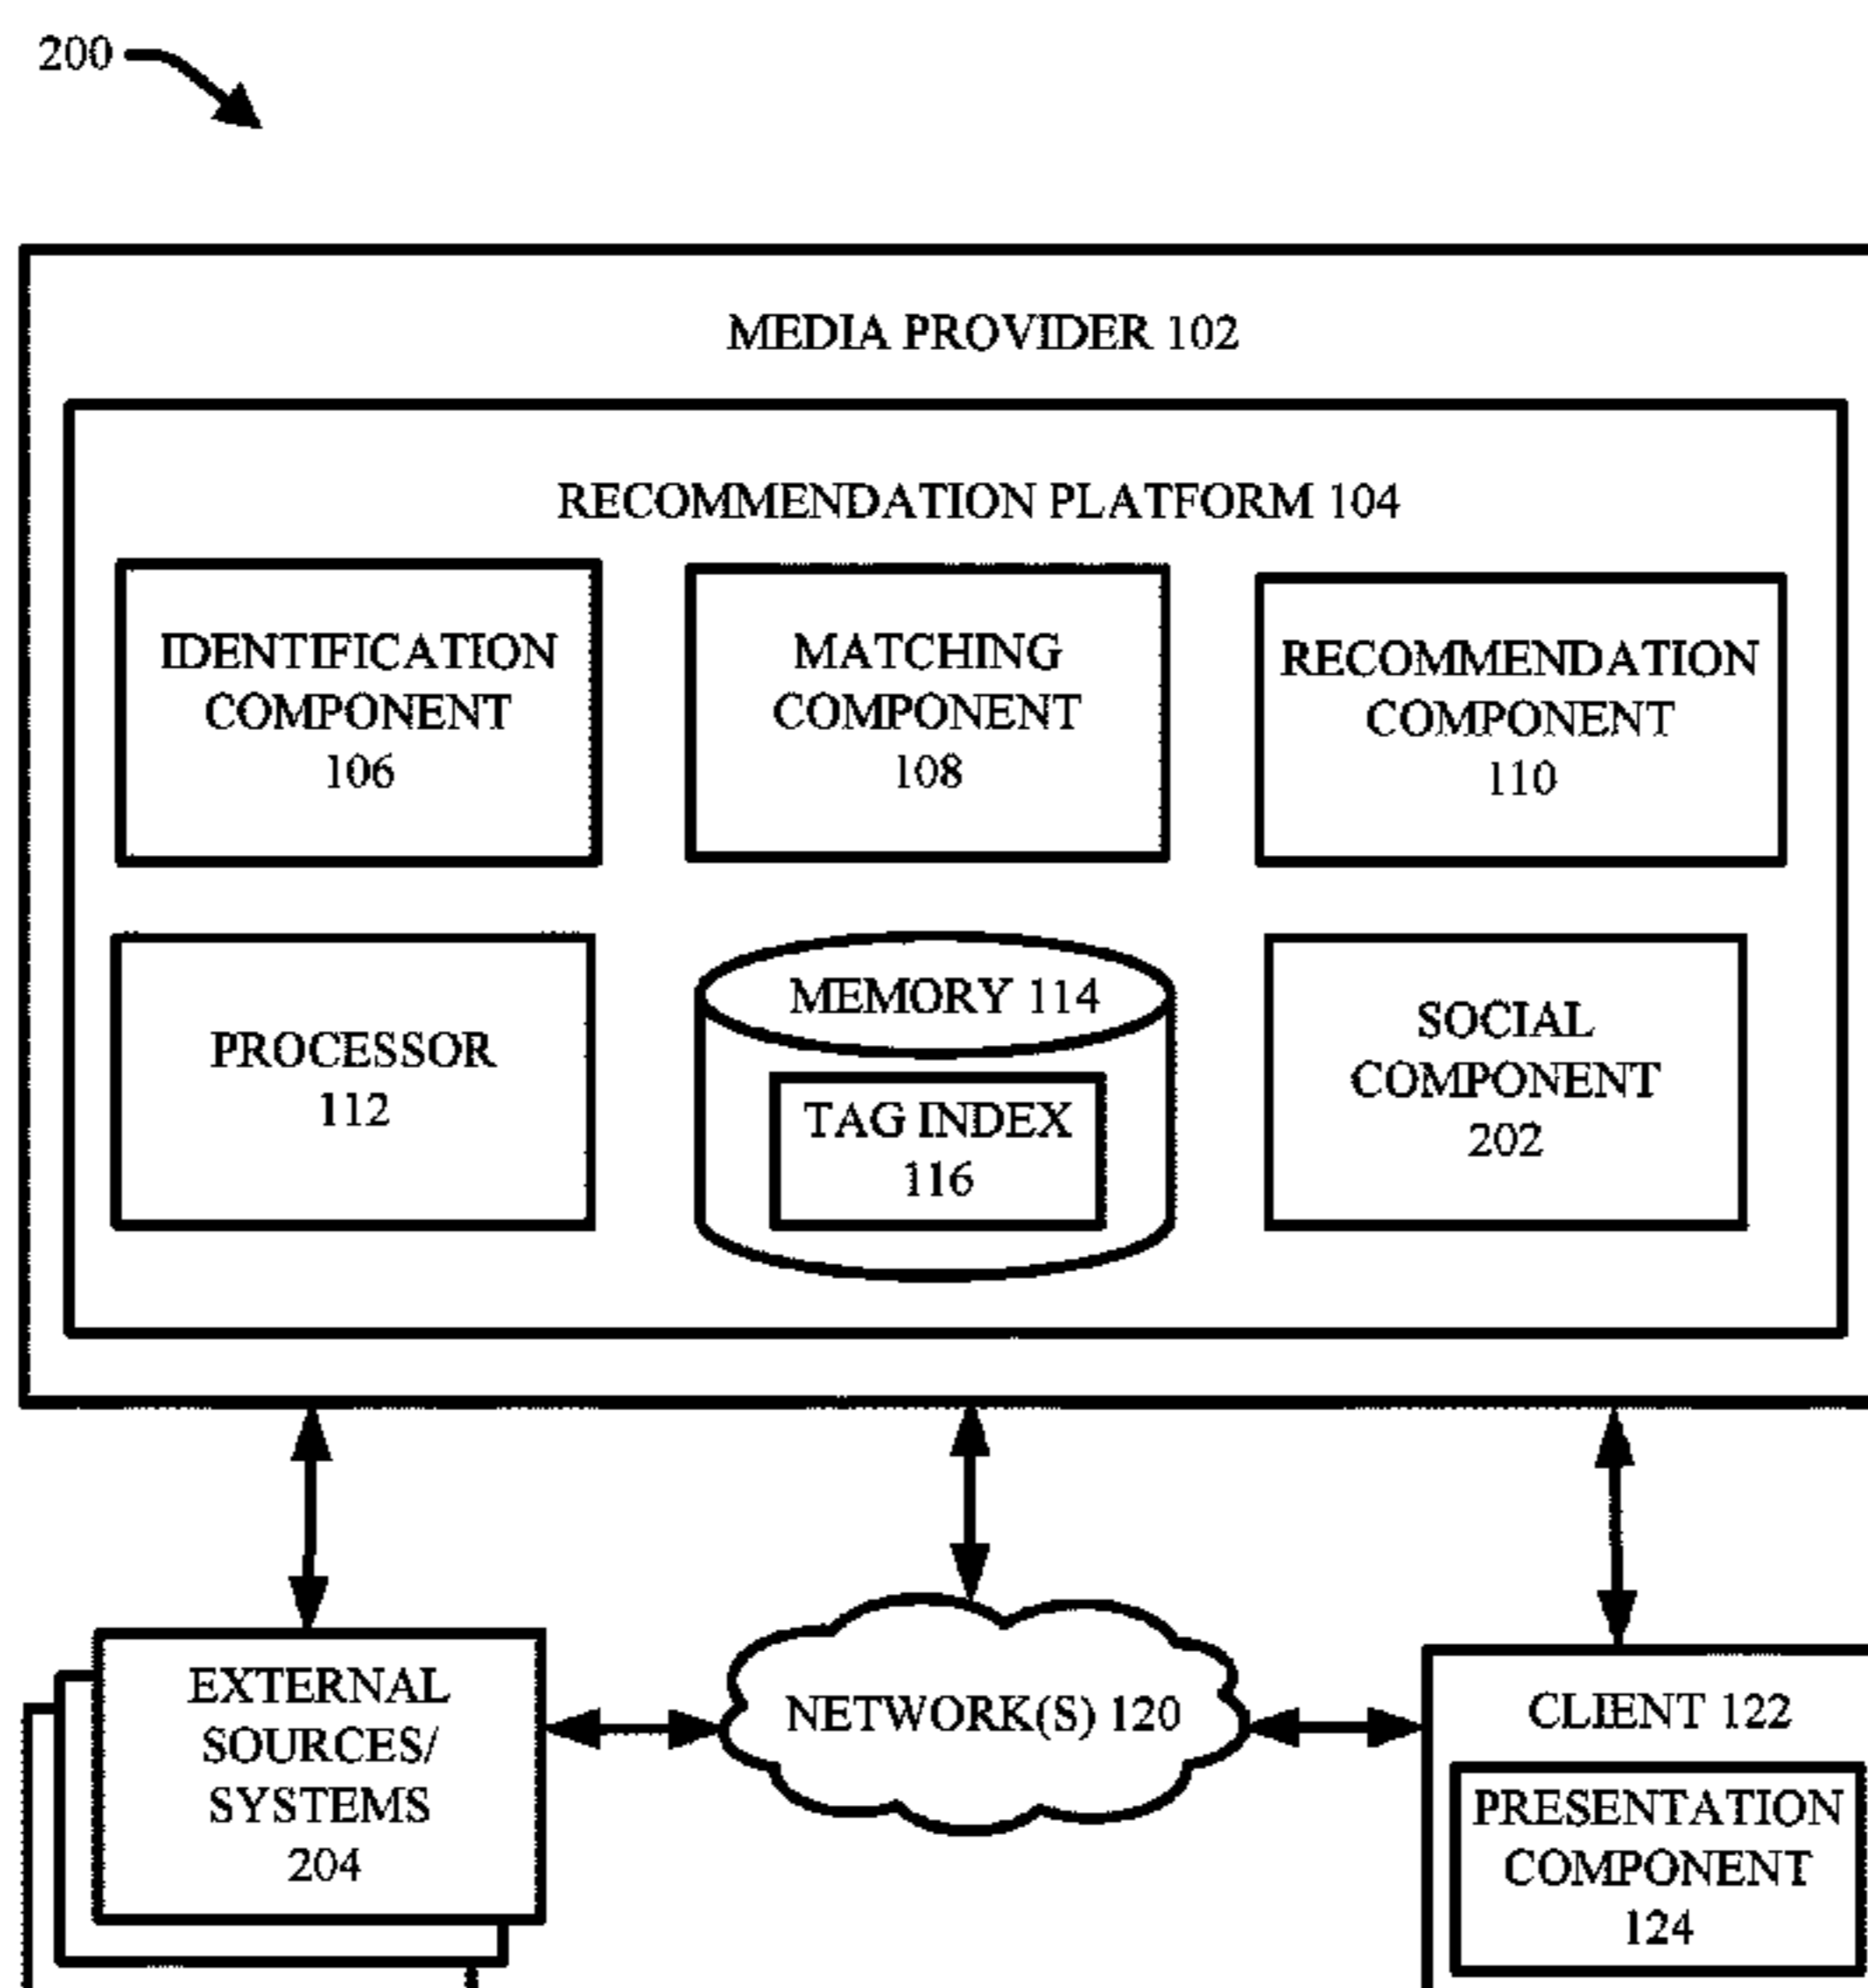 200
MEDIA PROVIDER 102
RECOMMENDATION PLATFORM 104
IDENTIFICATION
COMPONENT
106
MATCHING
COMPONENT
108
RECOMMENDATION
COMPONENT
110
PROCESSOR
112
MEMORY 114
TAG INDEX
116
SOCIAL
COMPONENT
202
EXTERNAL
SOURCES/
SYSTEMS
204
NETWORK(S) 120
CLIENT 122
PRESENTATION
COMPONENT
124